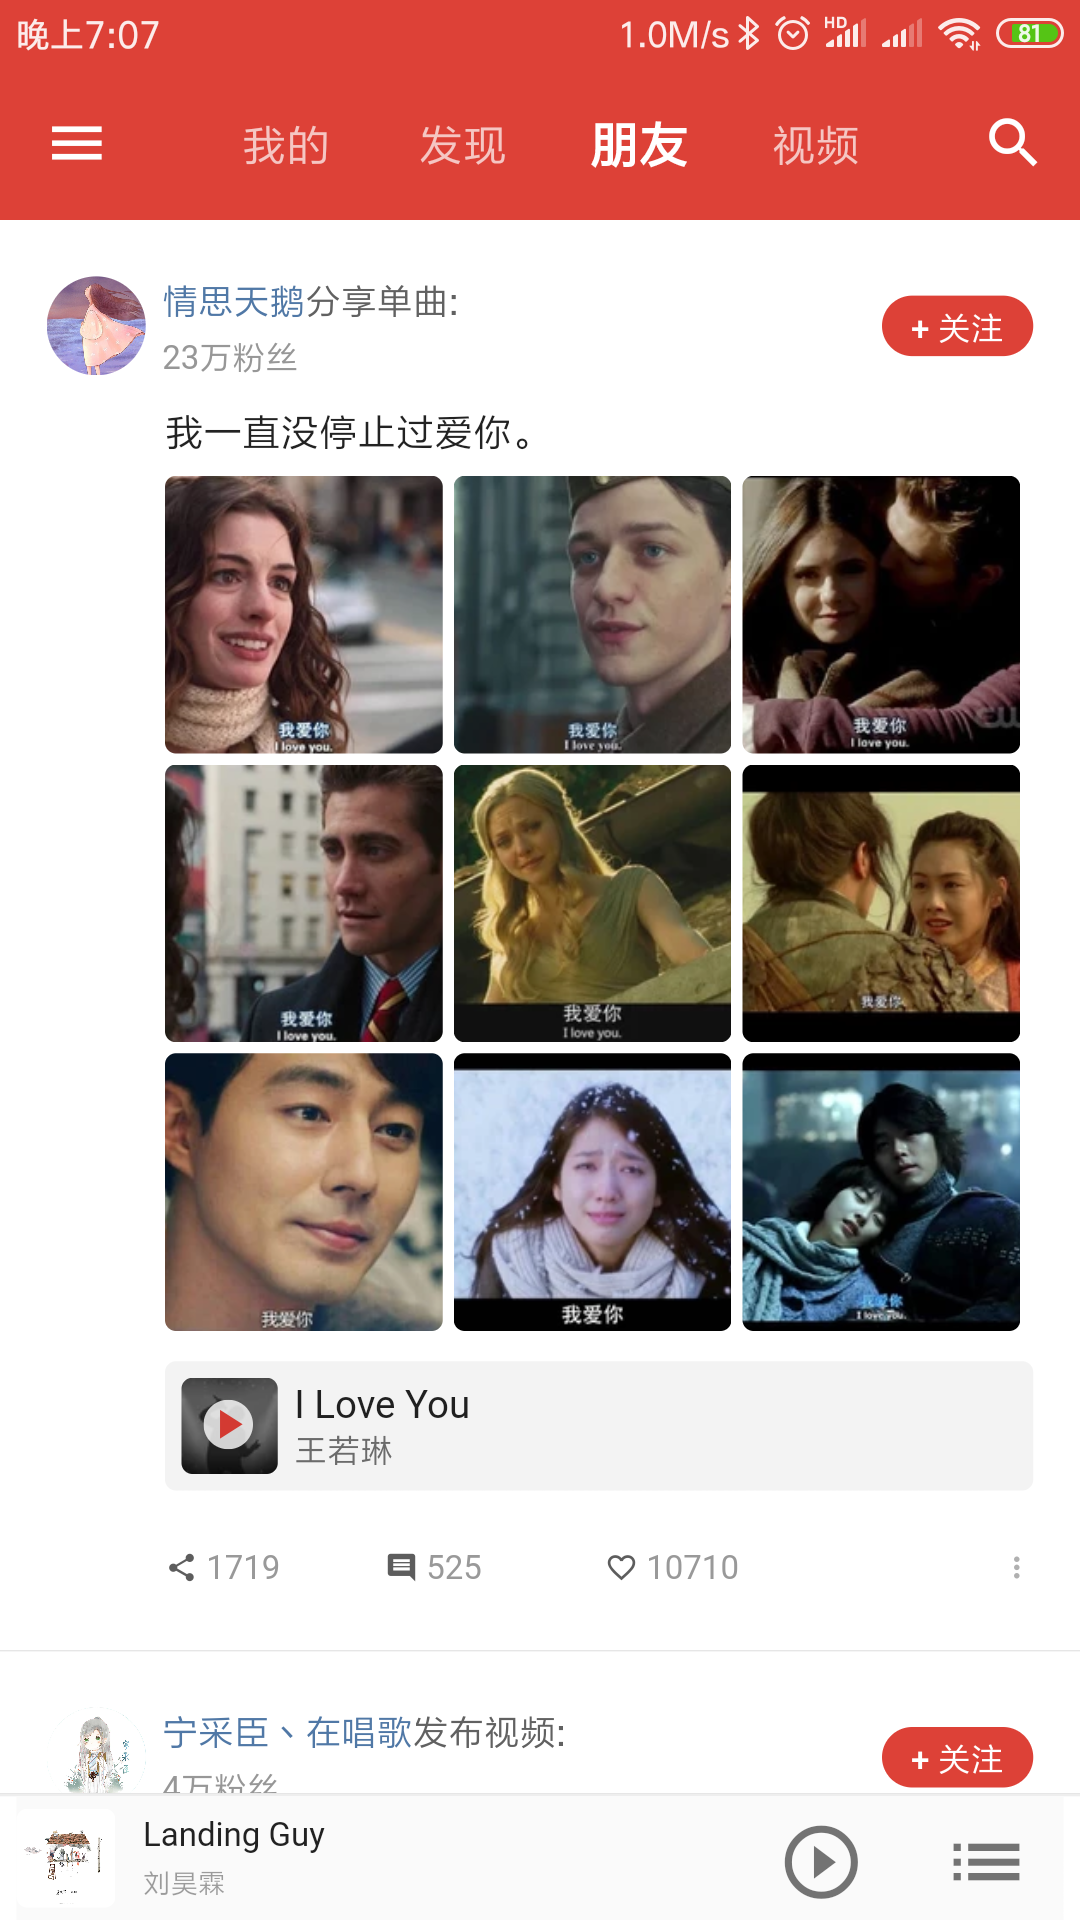 晚上7:07
1.0M/s
HD
81
我的
发现
朋友
视频
情思天鹅分享单曲:
23万粉丝
+ 关注
我一直没停止过爱你。
我爱你
I love you.
我爱你
I love you.
我爱你
I love you.
我爱你
I love you.
我爱你
I love you.
我爱你
我爱你
我爱你
我爱你
I love you.
I Love You
王若琳
1719
525
10710
宁采臣丶在唱歌发布视频:
4万粉丝
+ 关注
Landing Guy
刘昊霖